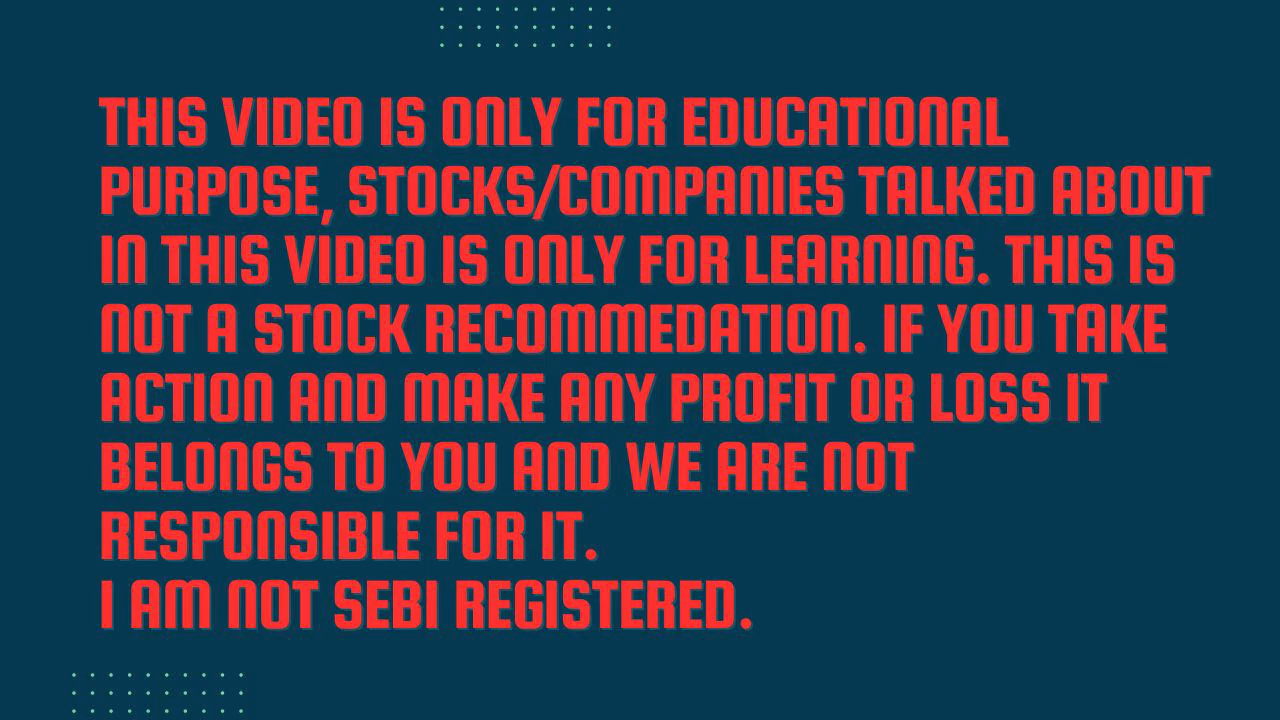 THIS VIDEO IS ONLY FOR EDUCATIONAL
PURPOSE, STOCKS/COMPANIES TALKED ABOUT
IN THIS VIDEO IS ONLY FOR LEARNING. THIS IS
NOT A STOCK RECOMMEDATION. IF YOU TAKE
ACTION AND MAKE ANY PROFIT OR LOSS IT
BELONGS TO YOU AND WE ARE NOT
RESPONSIBLE FOR IT.
I AM NOT SEBI REGISTERED.